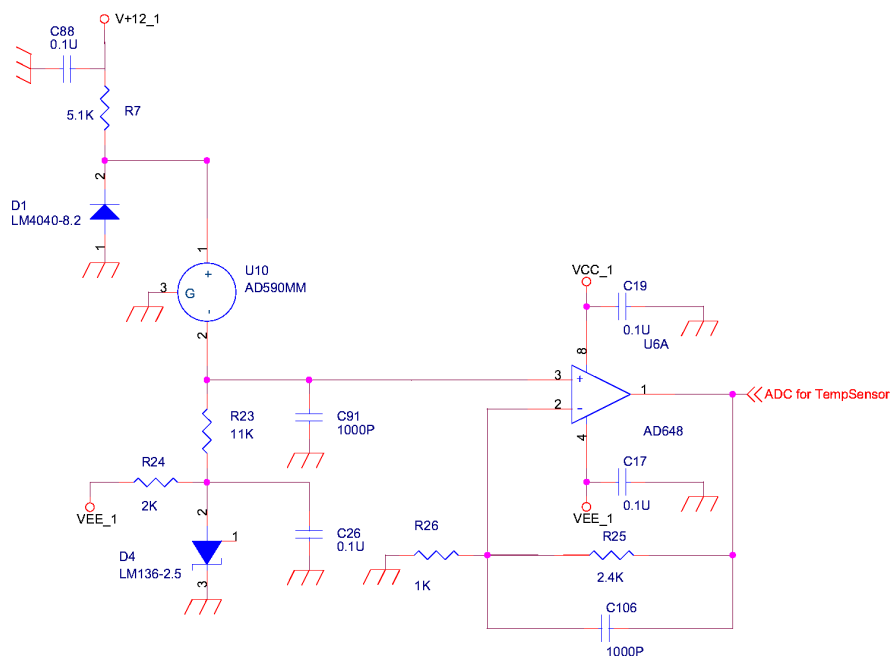 V+12_1
C88
0.1U
5.1K
R7
2
D1
LM4040-8.2
1
1
U10
AD590MM
3
G
+
-
2
VCC_1
C19
0.1U
U6A
8
3
+
2
-
1
ADC for TempSensor
4
AD648
C17
0.1U
VEE_1
R23
11K
C91
1000P
R24
2K
VEE_1
2
1
D4
LM136-2.5
3
C26
0.1U
R26
1K
R25
2.4K
C106
1000P